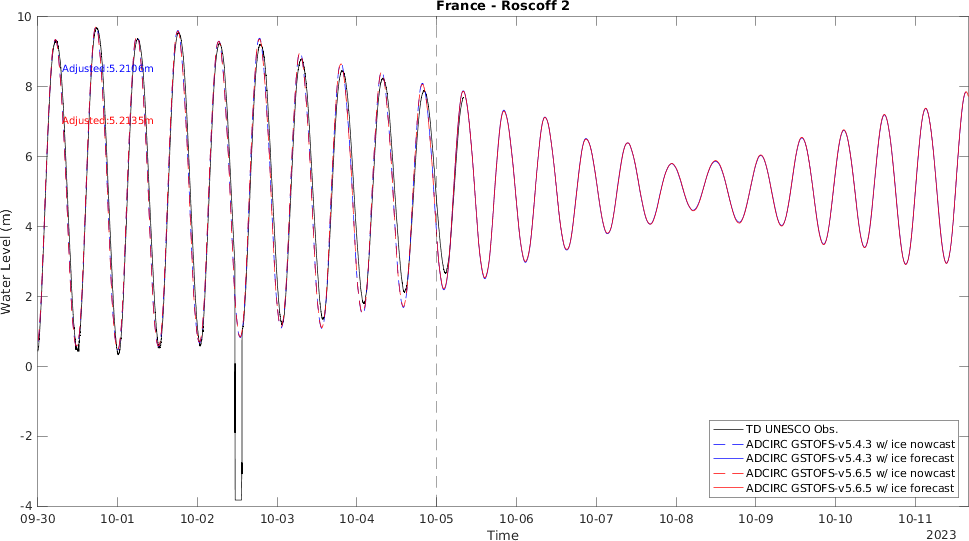 France - Roscoff 2
10
8
6
4
2
0
-2
-4
Water Level (m)
Adjusted:5.2106m
Adjusted:5.2135m
TD UNESCO Obs.
ADCIRC GSTOFS-v5.4.3 w/ ice nowcast
ADCIRC GSTOFS-v5.4.3 w/ ice forecast
ADCIRC GSTOFS-v5.6.5 w/ ice nowcast
ADCIRC GSTOFS-v5.6.5 w/ ice forecast
09-30 10-01 10-02 10-03 10-04 10-05 10-06 10-07 10-08 10-09 10-10 10-11
Time
2023